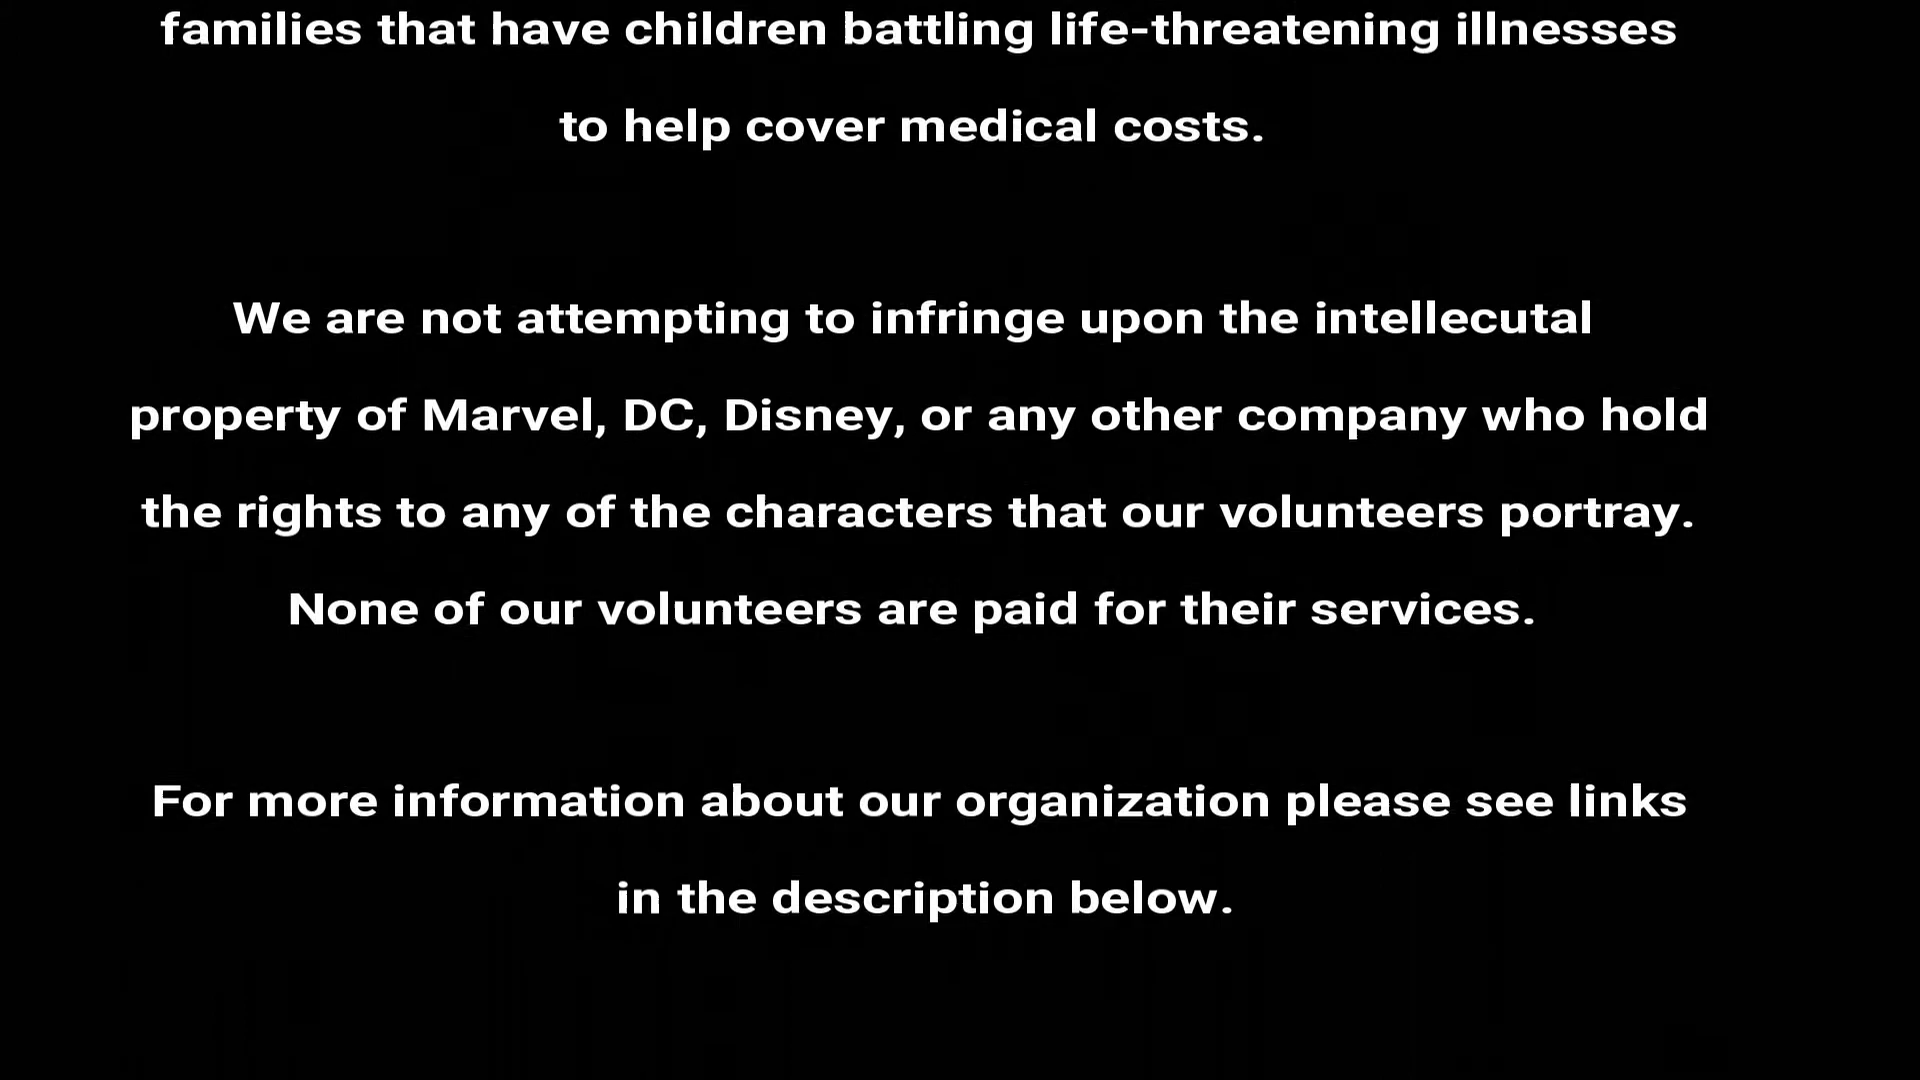 families that have children battling life-threatening illnesses
to help cover medical costs.
We are not attempting to infringe upon the intellecutal
property of Marvel, DC, Disney, or any other company who hold
the rights to any of the characters that our volunteers portray.
None of our volunteers are paid for their services.
For more information about our organization please see links
in the description below.